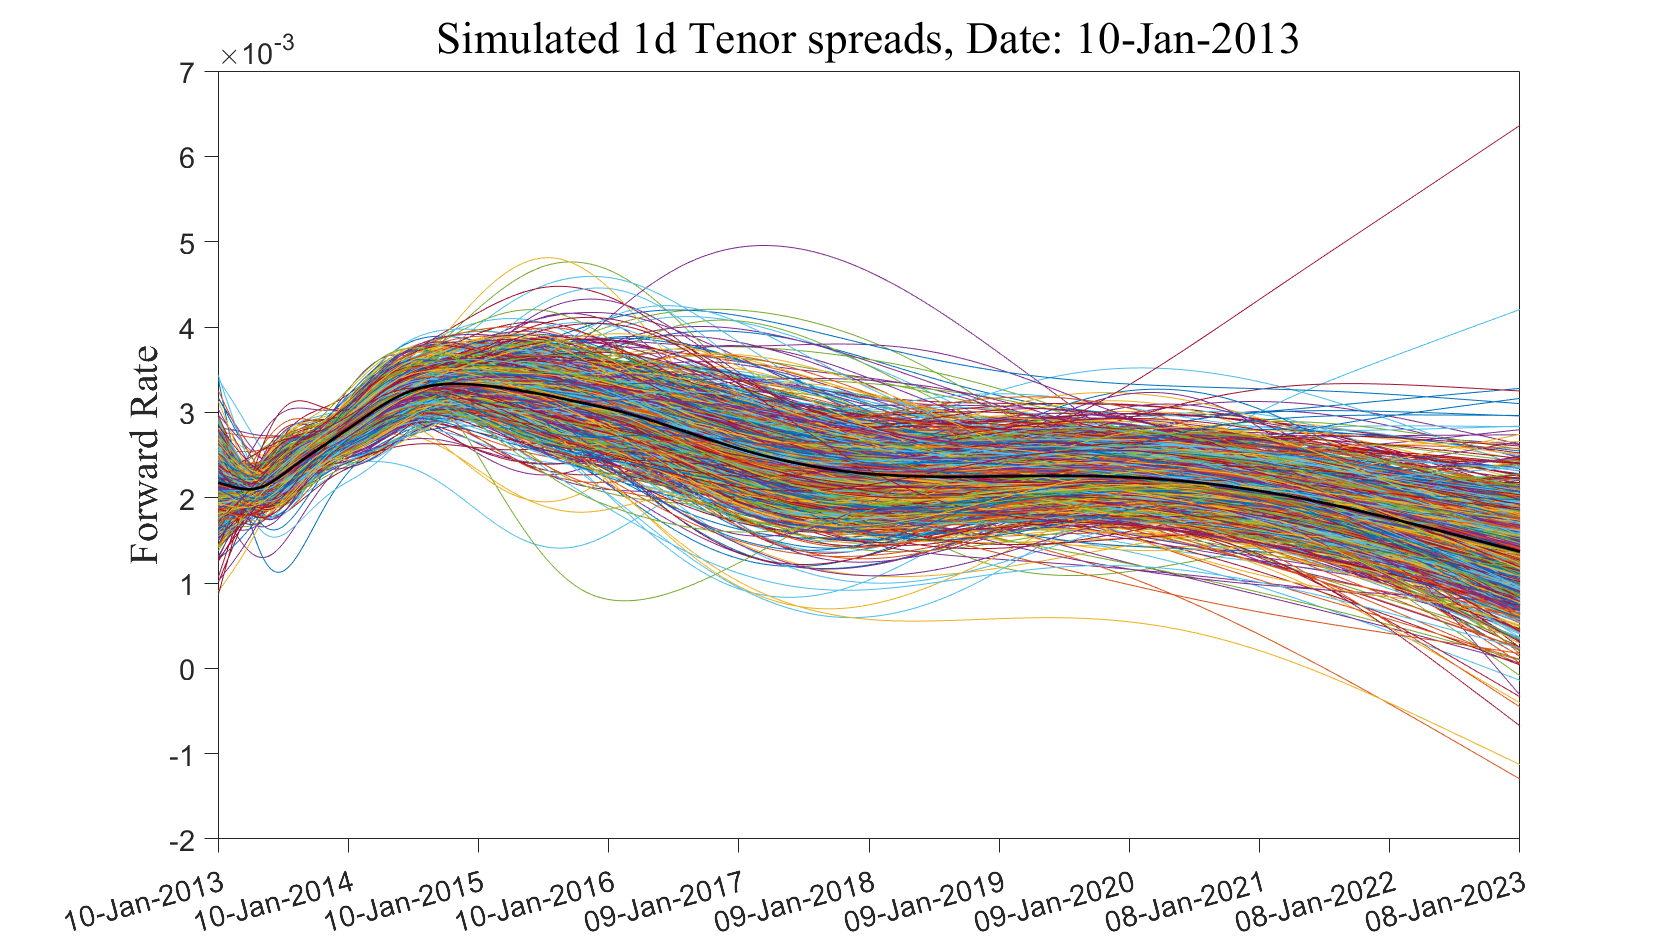 Simulated 1d Tenor spreads, Date: 10-Jan-2013
×10-3
7
6
5
4
3
2
1
0
-1
-2
Forward Rate
10-Jan-2013
10-Jan-2014
10-Jan-2015
10-Jan-2016
09-Jan-2017
09-Jan-2018
09-Jan-2019
09-Jan-2020
08-Jan-2021
08-Jan-2022
08-Jan-2023